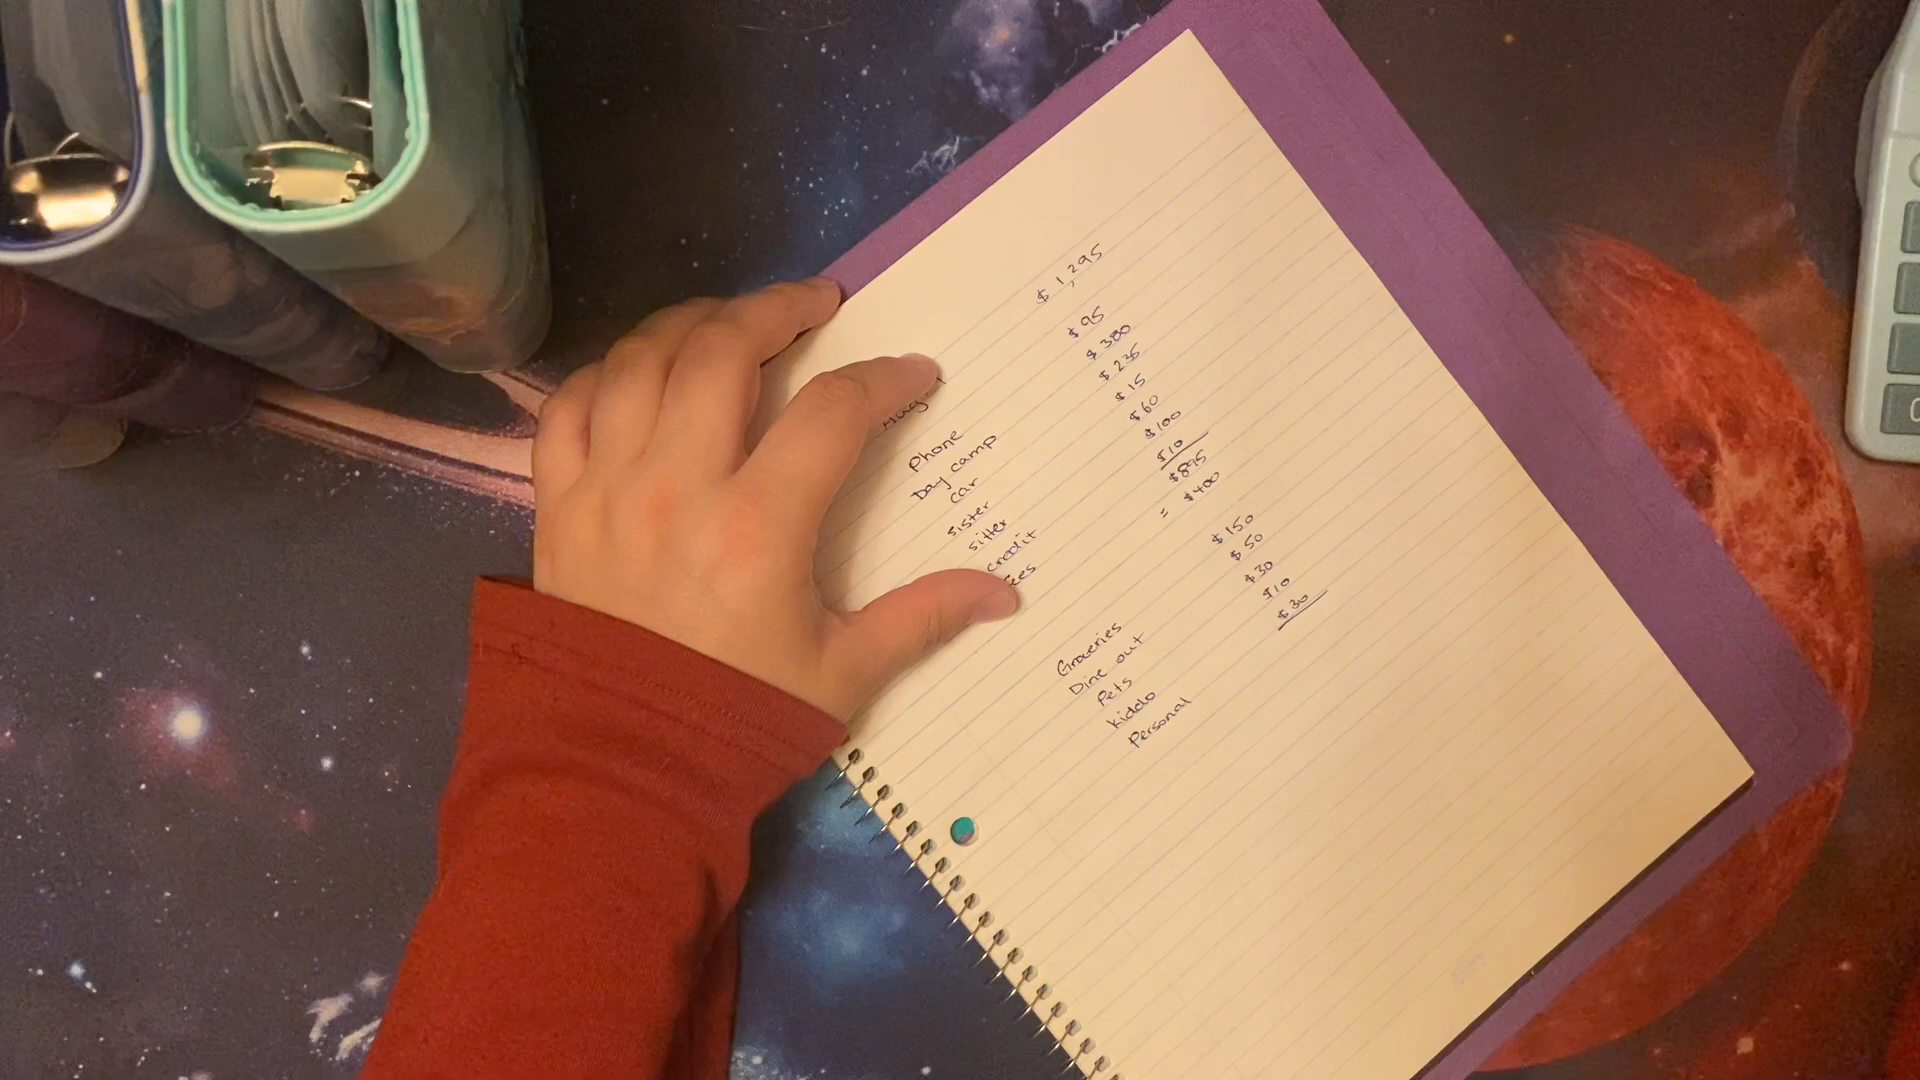 Aug $1,295
Phone $95
Day camp $380
car $235
sister $15
sitter $60
credit $100
fees $10
$895
= $400
Groceries $150
Dine out $50
Pets $30
kiddo $10
Personal $30